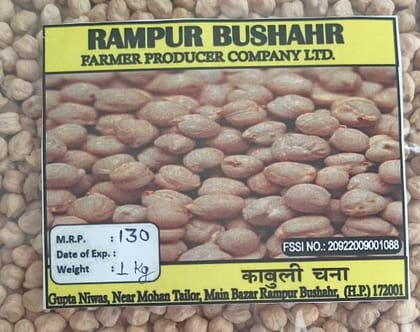 RAMPUR BUSHAHR
FARMER PRODUCER COMPANY LTD.
M.R.P. : 130
Date of Exp. :
Weight : 1 kg
FSSI NO.: 20922009001088
काबुली चना
Gupta Niwas, Near Mohan Tailor, Main Bazar Rampur Bushahr, (H.P.) 172001